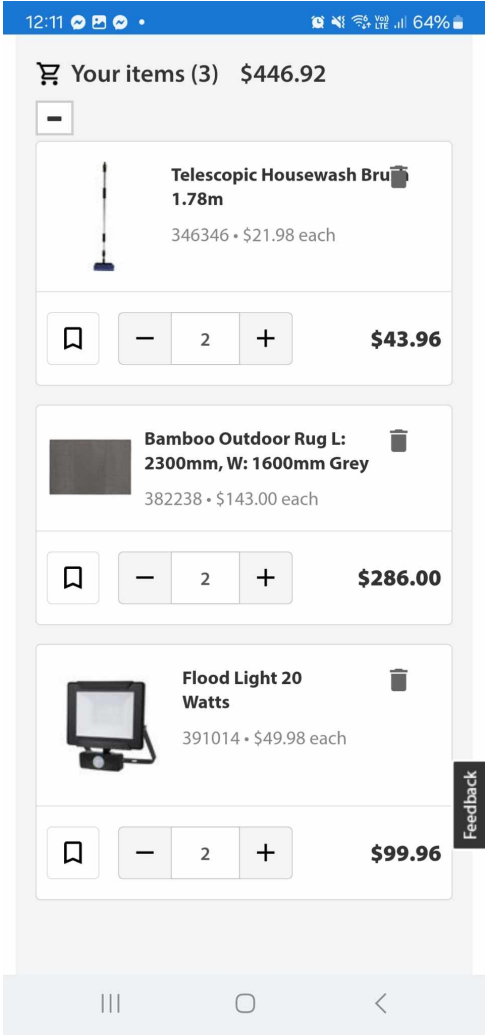 12:11
Vo))
LTE
64%
Your items (3) $446.92
Telescopic Housewash
1.78m
346346 • $21.98 each
2
$43.96
Bamboo Outdoor Rug L:
2300mm, W: 1600mm Grey
382238 • $143.00 each
2
$286.00
Flood Light 20
Watts
391014 • $49.98 each
Feedback
2
$99.96